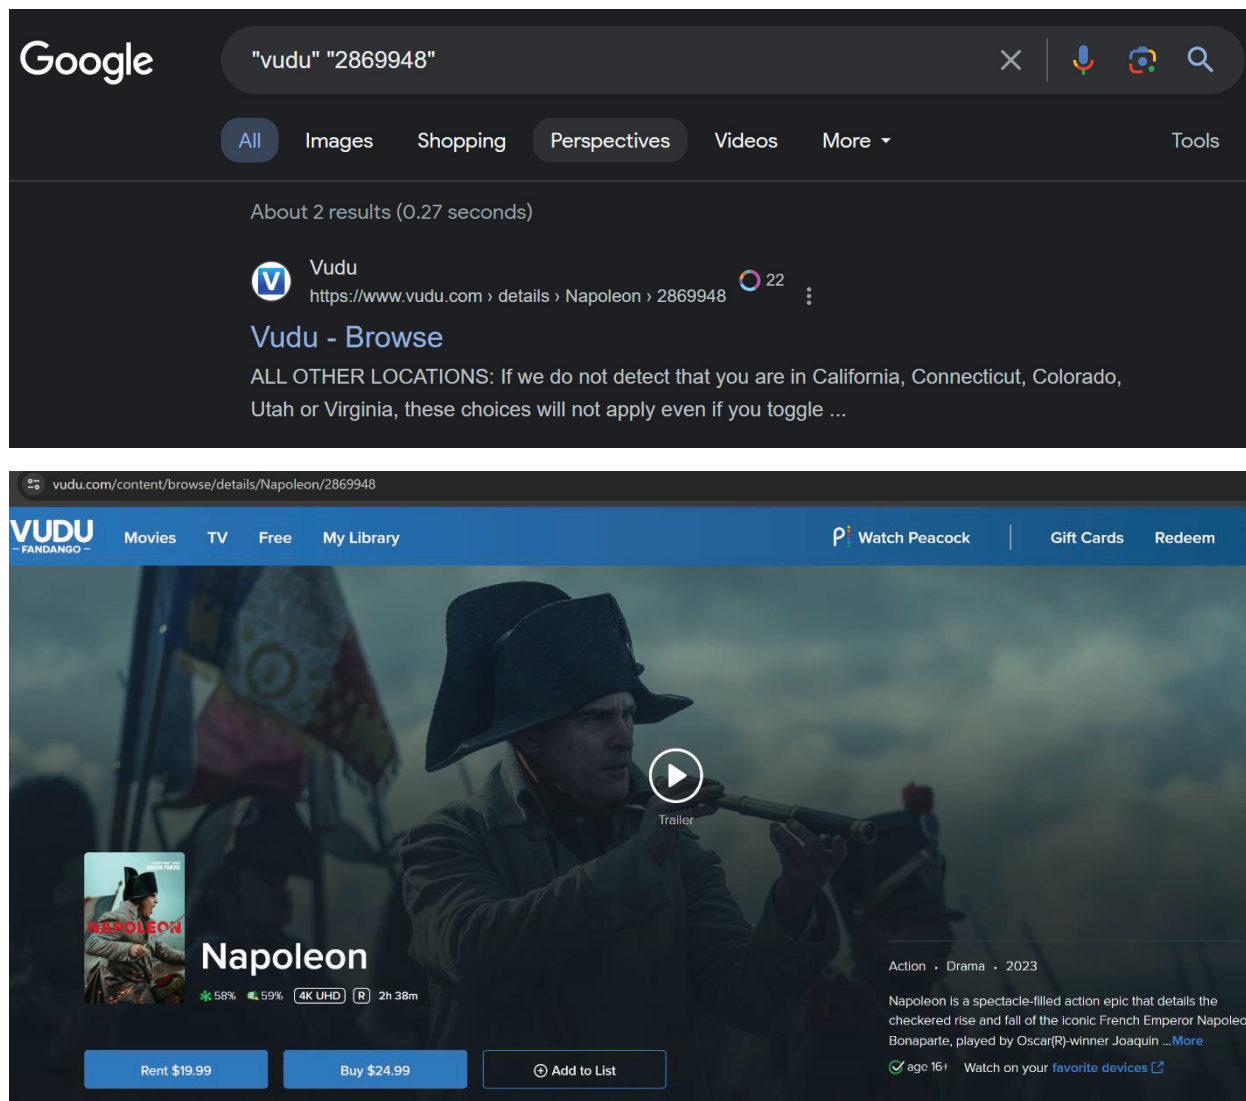 Google
"vudu" "2869948"
All Images Shopping Perspectives Videos More Tools
About 2 results (0.27 seconds)
Vudu
https://www.vudu.com › details › Napoleon › 2869948 22
Vudu - Browse
ALL OTHER LOCATIONS: If we do not detect that you are in California, Connecticut, Colorado,
Utah or Virginia, these choices will not apply even if you toggle ...
vudu.com/content/browse/details/Napoleon/2869948
VUDU
FANDANGO
Movies TV Free My Library Watch Peacock Gift Cards Redeem
Trailer
NAPOLEON
Napoleon
58% 59% 4K UHD R 2h 38m
Rent $19.99 Buy $24.99 Add to List
Action · Drama · 2023
Napoleon is a spectacle-filled action epic that details the
checkered rise and fall of the iconic French Emperor Napoleo
Bonaparte, played by Oscar(R)-winner Joaquin ...More
age 16+ Watch on your favorite devices